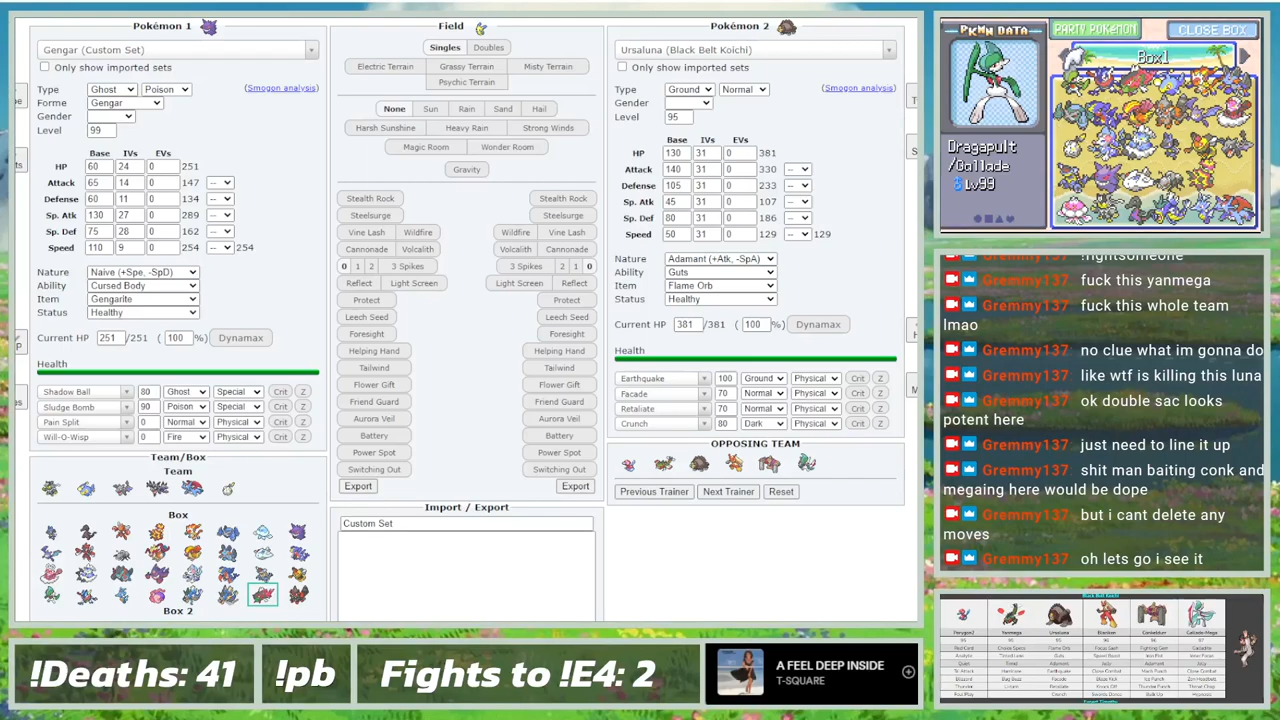 Pokémon 1
Gengar (Custom Set)
Only show imported sets
Type Ghost Poison (Smogon analysis)
Forme Gengar
Gender
Level 99
Base IVs EVs
HP 60 24 0 251
Attack 65 14 0 147 --
Defense 60 11 0 134 --
Sp. Atk 130 27 0 289 --
Sp. Def 75 28 0 162 --
Speed 110 9 0 254 -- 254
Nature Naive (+Spe, -SpD)
Ability Cursed Body
Item Gengarite
Status Healthy
Current HP 251 /251 ( 100 %) Dynamax
Health
Shadow Ball 80 Ghost Special Crit Z
Sludge Bomb 90 Poison Special Crit Z
Pain Split 0 Normal Physical Crit Z
Will-O-Wisp 0 Fire Physical Crit Z
Team/Box
Team
Box
Box 2
Field
Singles Doubles
Electric Terrain Grassy Terrain Misty Terrain
Psychic Terrain
None Sun Rain Sand Hail
Harsh Sunshine Heavy Rain Strong Winds
Magic Room Wonder Room
Gravity
Stealth Rock Stealth Rock
Steelsurge Steelsurge
Vine Lash Wildfire Wildfire Vine Lash
Cannonade Volcalith Volcalith Cannonade
0 1 2 3 Spikes 3 Spikes 2 1 0
Reflect Light Screen Light Screen Reflect
Protect Protect
Leech Seed Leech Seed
Foresight Foresight
Helping Hand Helping Hand
Tailwind Tailwind
Flower Gift Flower Gift
Friend Guard Friend Guard
Aurora Veil Aurora Veil
Battery Battery
Power Spot Power Spot
Switching Out Switching Out
Export Export
Import / Export
Custom Set
Pokémon 2
Ursaluna (Black Belt Koichi)
Only show imported sets
Type Ground Normal (Smogon analysis)
Gender
Level 95
Base IVs EVs
HP 130 31 0 381
Attack 140 31 0 330 --
Defense 105 31 0 233 --
Sp. Atk 45 31 0 107 --
Sp. Def 80 31 0 186 --
Speed 50 31 0 129 -- 129
Nature Adamant (+Atk, -SpA)
Ability Guts
Item Flame Orb
Status Healthy
Current HP 381 /381 ( 100 %) Dynamax
Health
Earthquake 100 Ground Physical Crit Z
Facade 70 Normal Physical Crit Z
Retaliate 70 Normal Physical Crit Z
Crunch 80 Dark Physical Crit Z
OPPOSING TEAM
Previous Trainer Next Trainer Reset
PKMN DATA
PARTY POKéMON
CLOSE BOX
Box1
Dragapult
/Gallade
Lv99
!rightsomeone
Gremmy137 fuck this yanmega
Gremmy137 fuck this whole team
lmao
Gremmy137 no clue what im gonna do
Gremmy137 like wtf is killing this luna
Gremmy137 ok double sac looks
potent here
Gremmy137 just need to line it up
Gremmy137 shit man baiting conk and
megaing here would be dope
Gremmy137 but i cant delete any
moves
Gremmy137 oh lets go i see it
Black Belt Koichi
Porygon2 Yanmega Ursaluna Blaziken Conkeldurr Gallade-Mega
!Deaths: 41
A FEEL DEEP INSIDE
T-SQUARE